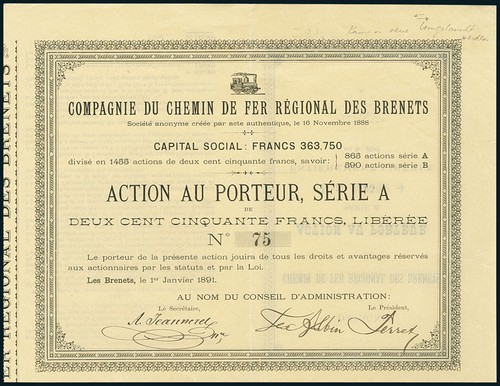 COMPAGNIE DU CHEMIN DE FER RÉGIONAL DES BRENETS
Société anonyme créée par acte authentique, le 16 Novembre 1888
CAPITAL SOCIAL: FRANCS 363,750
divisé en 1455 actions de deux cent cinquante francs, savoir: 865 actions série A
590 actions série B
ACTION AU PORTEUR, SÉRIE A
DE
DEUX CENT CINQUANTE FRANCS, LIBÉRÉE
N° 75
Le porteur de la présente action jouira de tous les droits et avantages réservés
aux actionnaires par les statuts et par la Loi.
Les Brenets, le 1er Janvier 1891.
AU NOM DU CONSEIL D'ADMINISTRATION:
Le Secrétaire,
Le Président,
A. Jeanneret
Perret
RÉGIONAL DES BRENETS